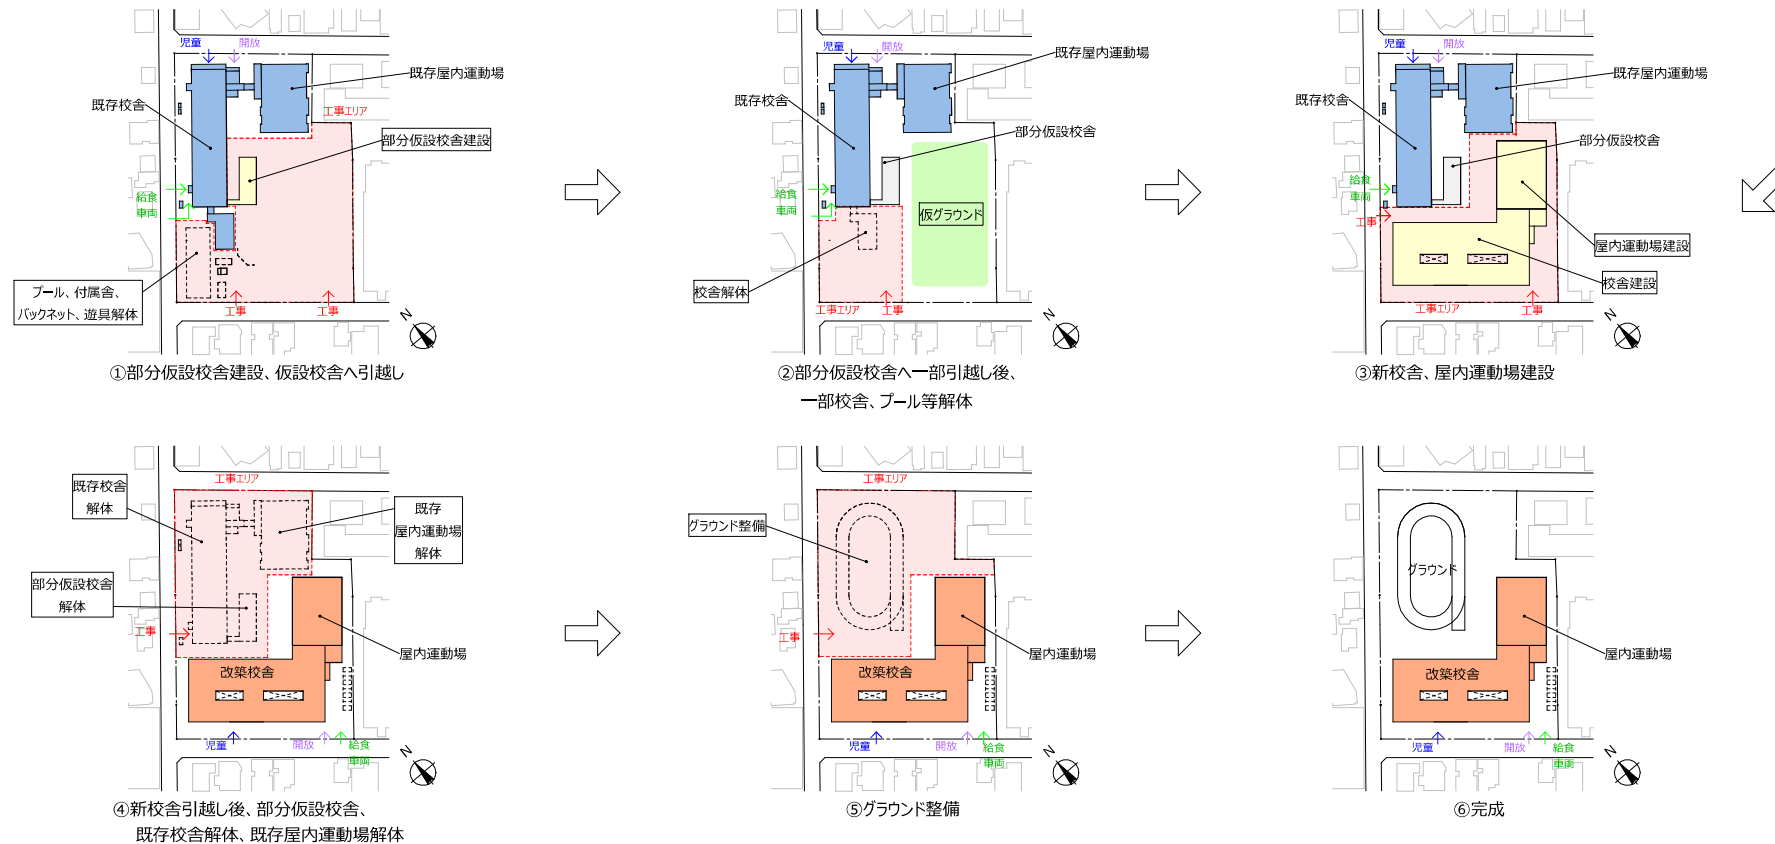 児童
開放
既存屋内運動場
既存校舎
工事エリア
部分仮設校舎建設
給食
車両
プール、付属舎、
バックネット、遊具解体
工事
工事
N
①部分仮設校舎建設、仮設校舎へ引越し
児童
開放
既存屋内運動場
既存校舎
部分仮設校舎
給食
車両
仮グラウンド
校舎解体
工事エリア
工事
N
②部分仮設校舎へ一部引越し後、
一部校舎、プール等解体
児童
開放
既存屋内運動場
既存校舎
部分仮設校舎
給食
車両
工事
屋内運動場建設
校舎建設
工事エリア
工事
N
③新校舎、屋内運動場建設
工事エリア
既存校舎
解体
既存
屋内運動場
解体
部分仮設校舎
解体
工事
屋内運動場
改築校舎
児童
開放
給食
車両
N
④新校舎引越し後、部分仮設校舎、
既存校舎解体、既存屋内運動場解体
工事エリア
グラウンド整備
工事
屋内運動場
改築校舎
児童
開放
給食
車両
N
⑤グラウンド整備
グラウンド
屋内運動場
改築校舎
児童
開放
給食
車両
N
⑥完成